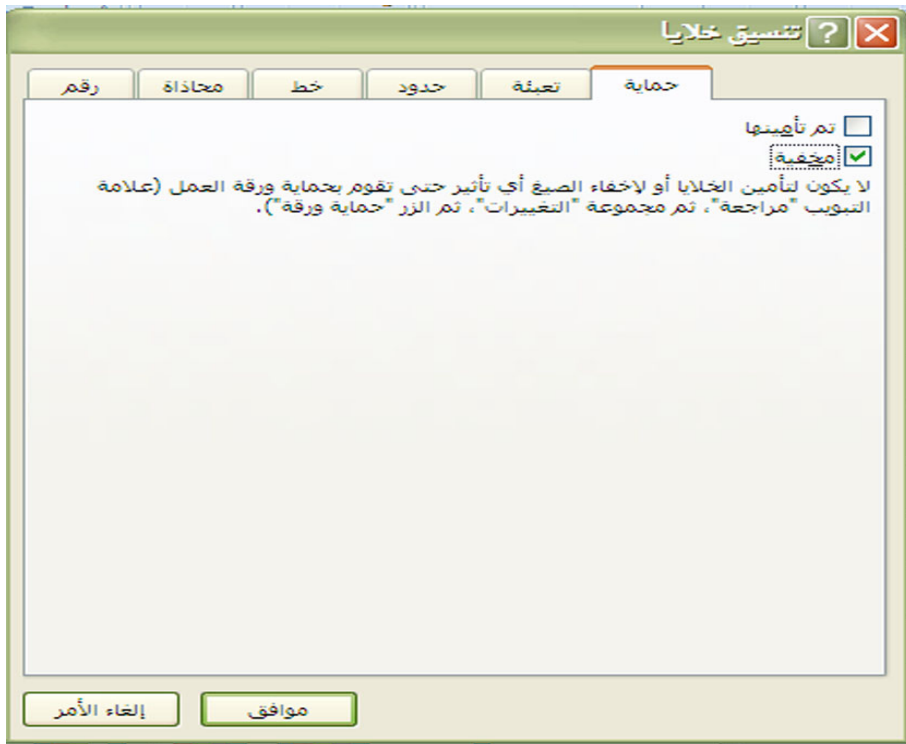 تنسيق خلايا
رقم
محاذاة
خط
حدود
تعبئة
حماية
تم تأمينها
مخفية
لا يكون لتأمين الخلايا أو لإخفاء الصيغ أي تأثير حتى تقوم بحماية ورقة العمل (علامة
التبويب "مراجعة"، ثم مجموعة "التغييرات"، ثم الزر "حماية ورقة").
موافق
إلغاء الأمر